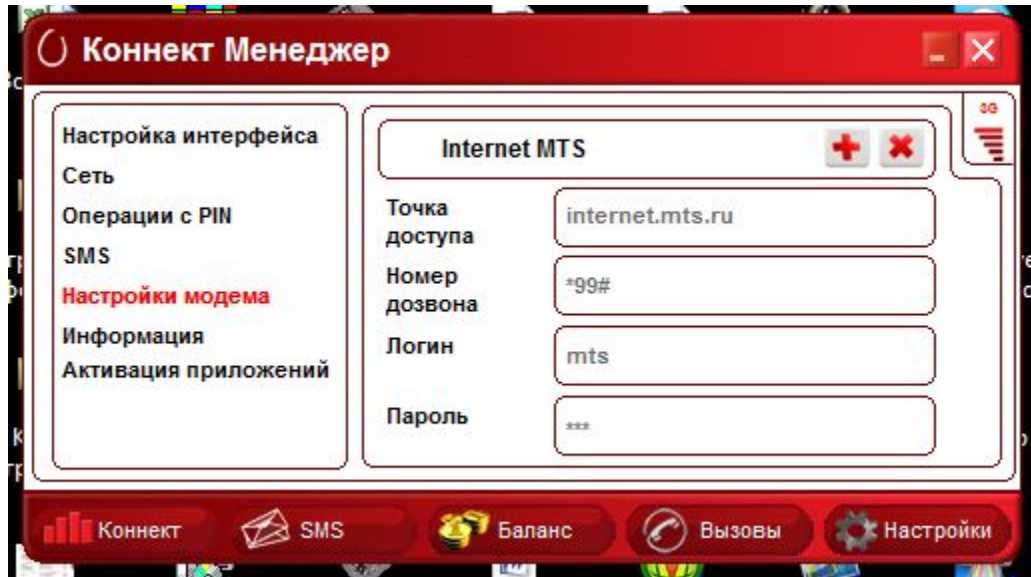 Коннект Менеджер
3G
Настройка интерфейса
Сеть
Операции с PIN
SMS
Настройки модема
Информация
Активация приложений
Internet MTS
Точка
доступа
internet.mts.ru
Номер
дозвона
*99#
Логин
mts
Пароль
***
Коннект
SMS
Баланс
Вызовы
Настройки